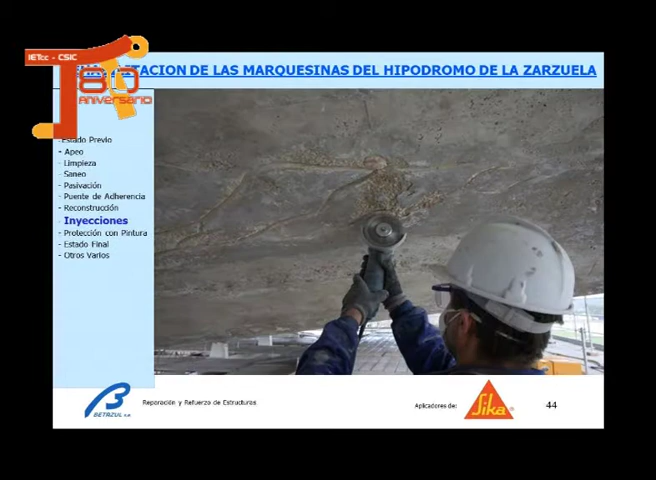 IETcc - CSIC
80
Aniversario
TACION DE LAS MARQUESINAS DEL HIPODROMO DE LA ZARZUELA
Estado Previo
- Apeo
- Limpieza
- Saneo
- Pasivación
- Puente de Adherencia
- Reconstrucción
- Inyecciones
- Protección con Pintura
- Estado Final
- Otros Varios
BETAZUL S.A.
Reparación y Refuerzo de Estructuras
Aplicadores de:
Sika
44